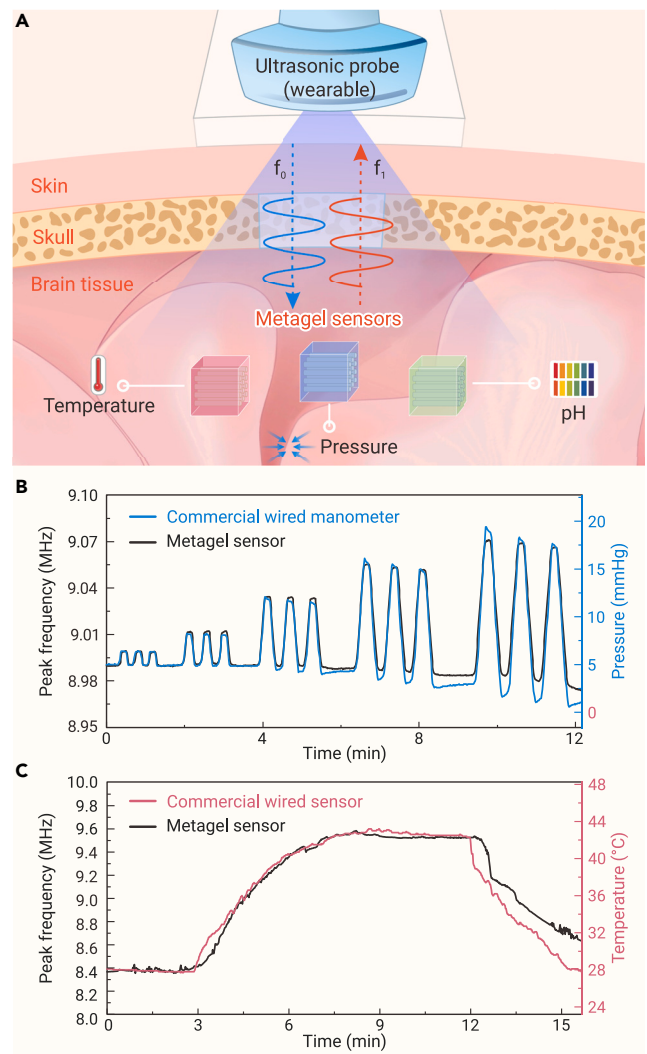 A
Ultrasonic probe
(wearable)
f0
f1
Skin
Skull
Brain tissue
Metagel sensors
Temperature
Pressure
pH
B
Peak frequency (MHz)
9.10
9.07
9.04
9.01
8.98
8.95
Commercial wired manometer
Metagel sensor
20
15
10
5
0
Pressure (mmHg)
0 4 8 12
Time (min)
C
Peak frequency (MHz)
10.0
9.8
9.6
9.4
9.0
8.8
8.6
8.4
8.2
8.0
Commercial wired sensor
Metagel sensor
48
44
42
36
32
28
24
Temperature (°C)
0 3 6 9 12 15
Time (min)